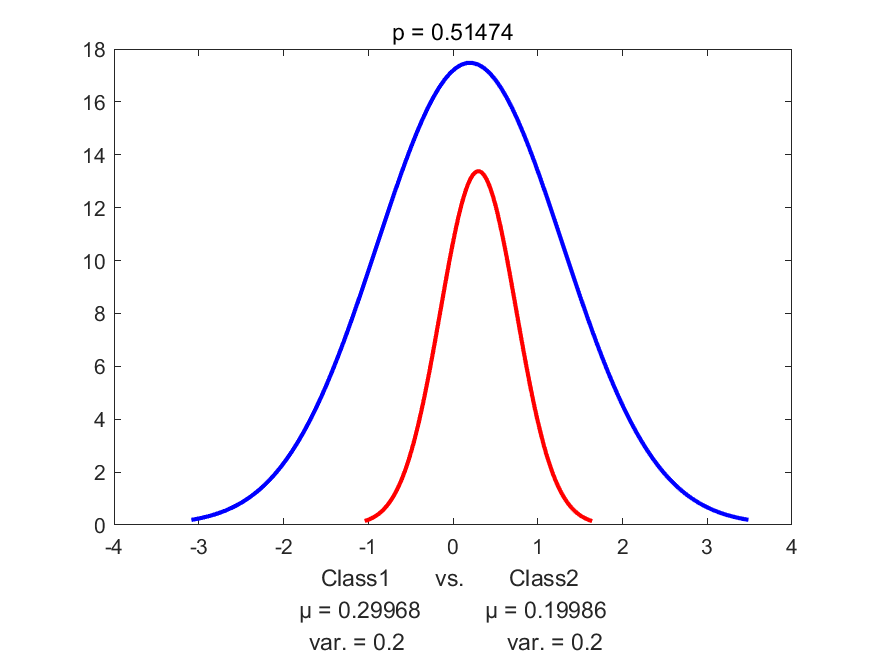 p = 0.51474
18
16
14
12
10
8
6
4
2
0
-4 -3 -2 -1 0 1 2 3 4
Class1 vs. Class2
μ = 0.29968 μ = 0.19986
var. = 0.2 var. = 0.2